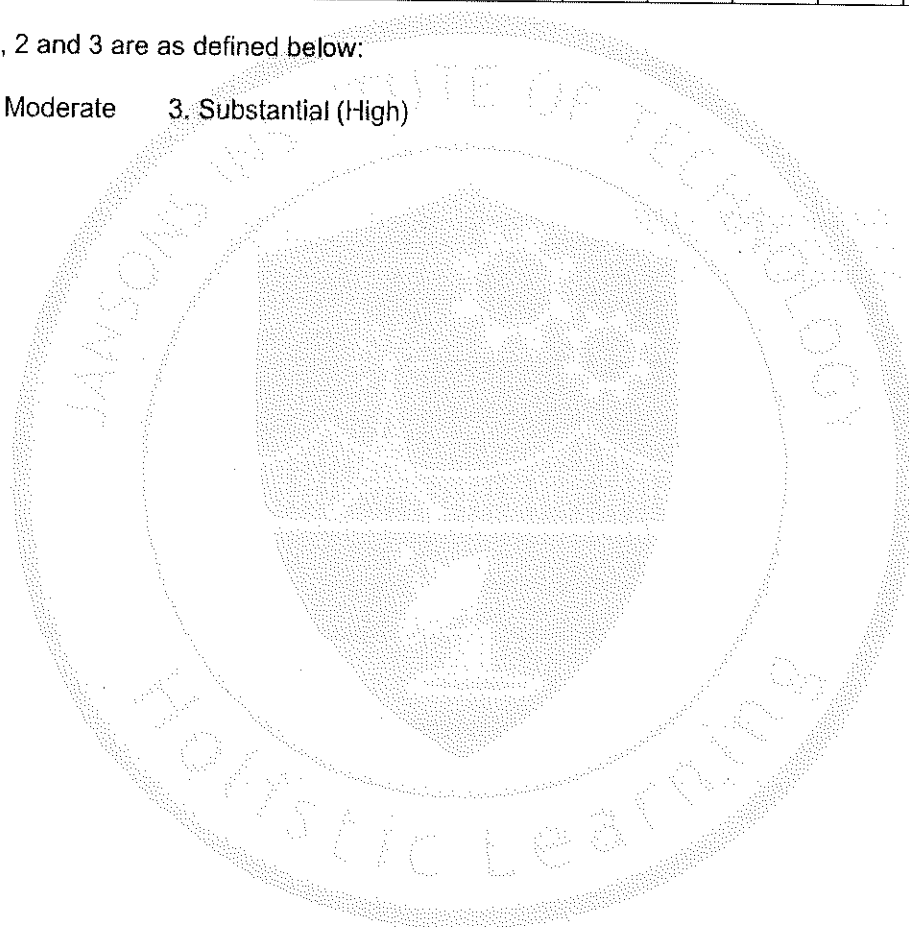 , 2 and 3 are as defined below:
Moderate 3. Substantial (High)
JANSONS INSTITUTE OF TECHNOLOGY
Holistic Learning